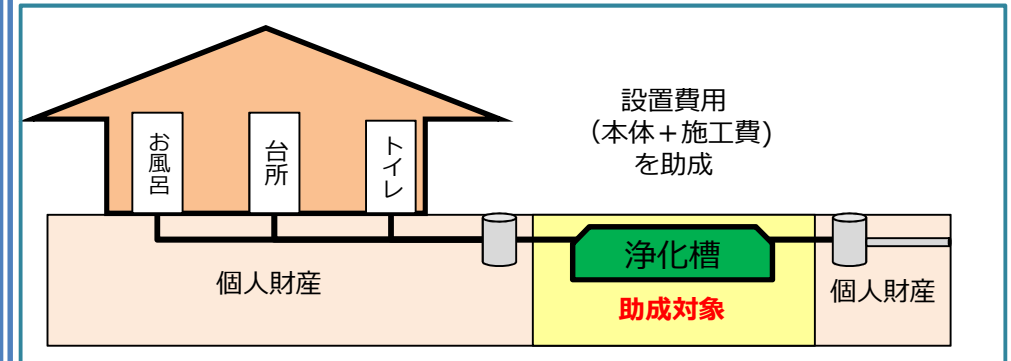 設置費用
（本体＋施工費)
を助成
お風呂
台所
トイレ
浄化槽
個人財産
助成対象
個人財産